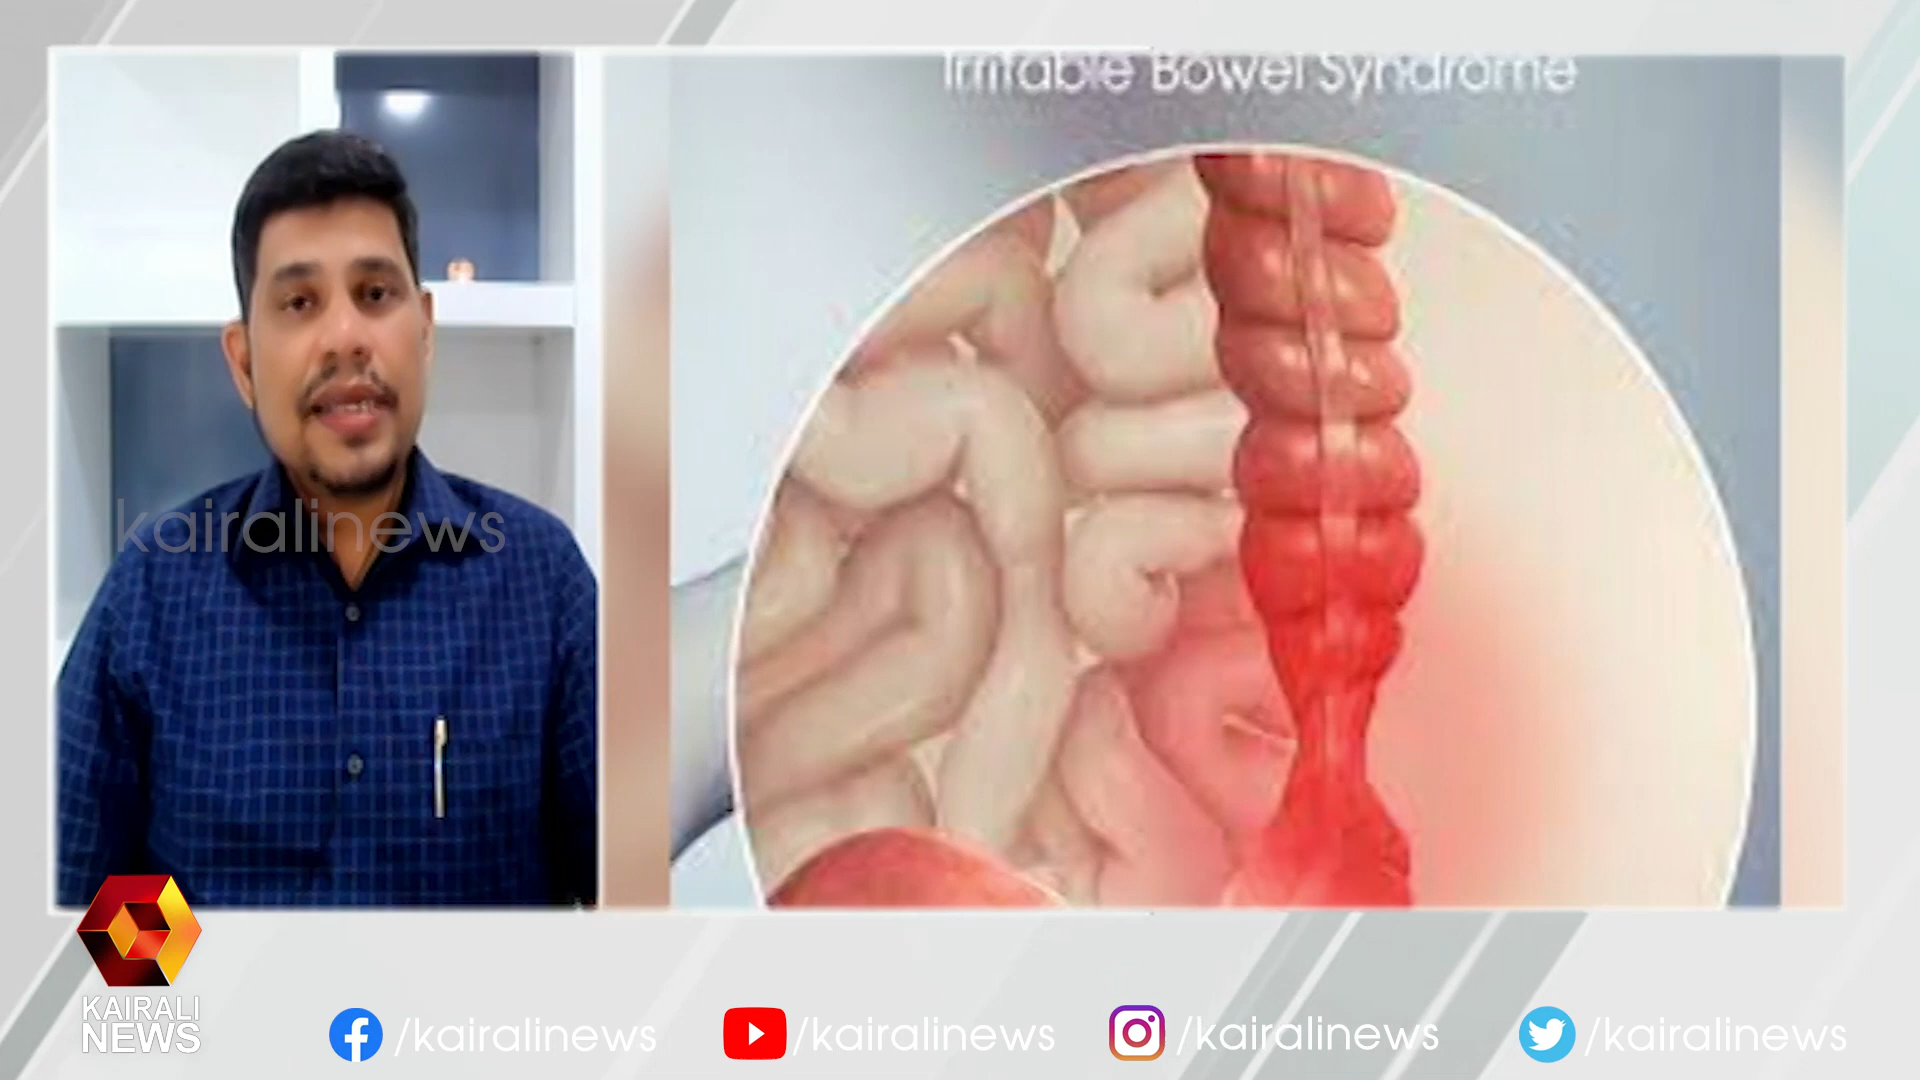 Irritable Bowel Syndrome
kairalinews
KAIRALI
NEWS
/kairalinews
/kairalinews
/kairalinews
/kairalinews